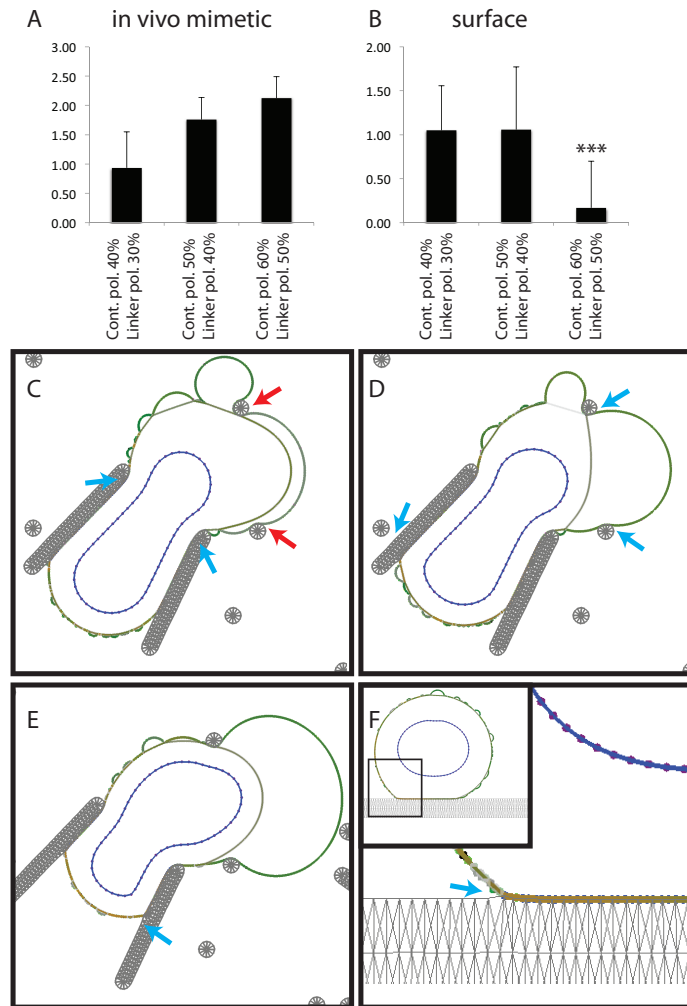 A in vivo mimetic
3.00
2.50
2.00
1.50
1.00
0.50
0.00
Cont. pol. 40%
Linker pol. 30%
Cont. pol. 50%
Linker pol. 40%
Cont. pol. 60%
Linker pol. 50%
B surface
2.00
1.50
1.00
0.50
0.00
***
Cont. pol. 40%
Linker pol. 30%
Cont. pol. 50%
Linker pol. 40%
Cont. pol. 60%
Linker pol. 50%
C
D
E
F